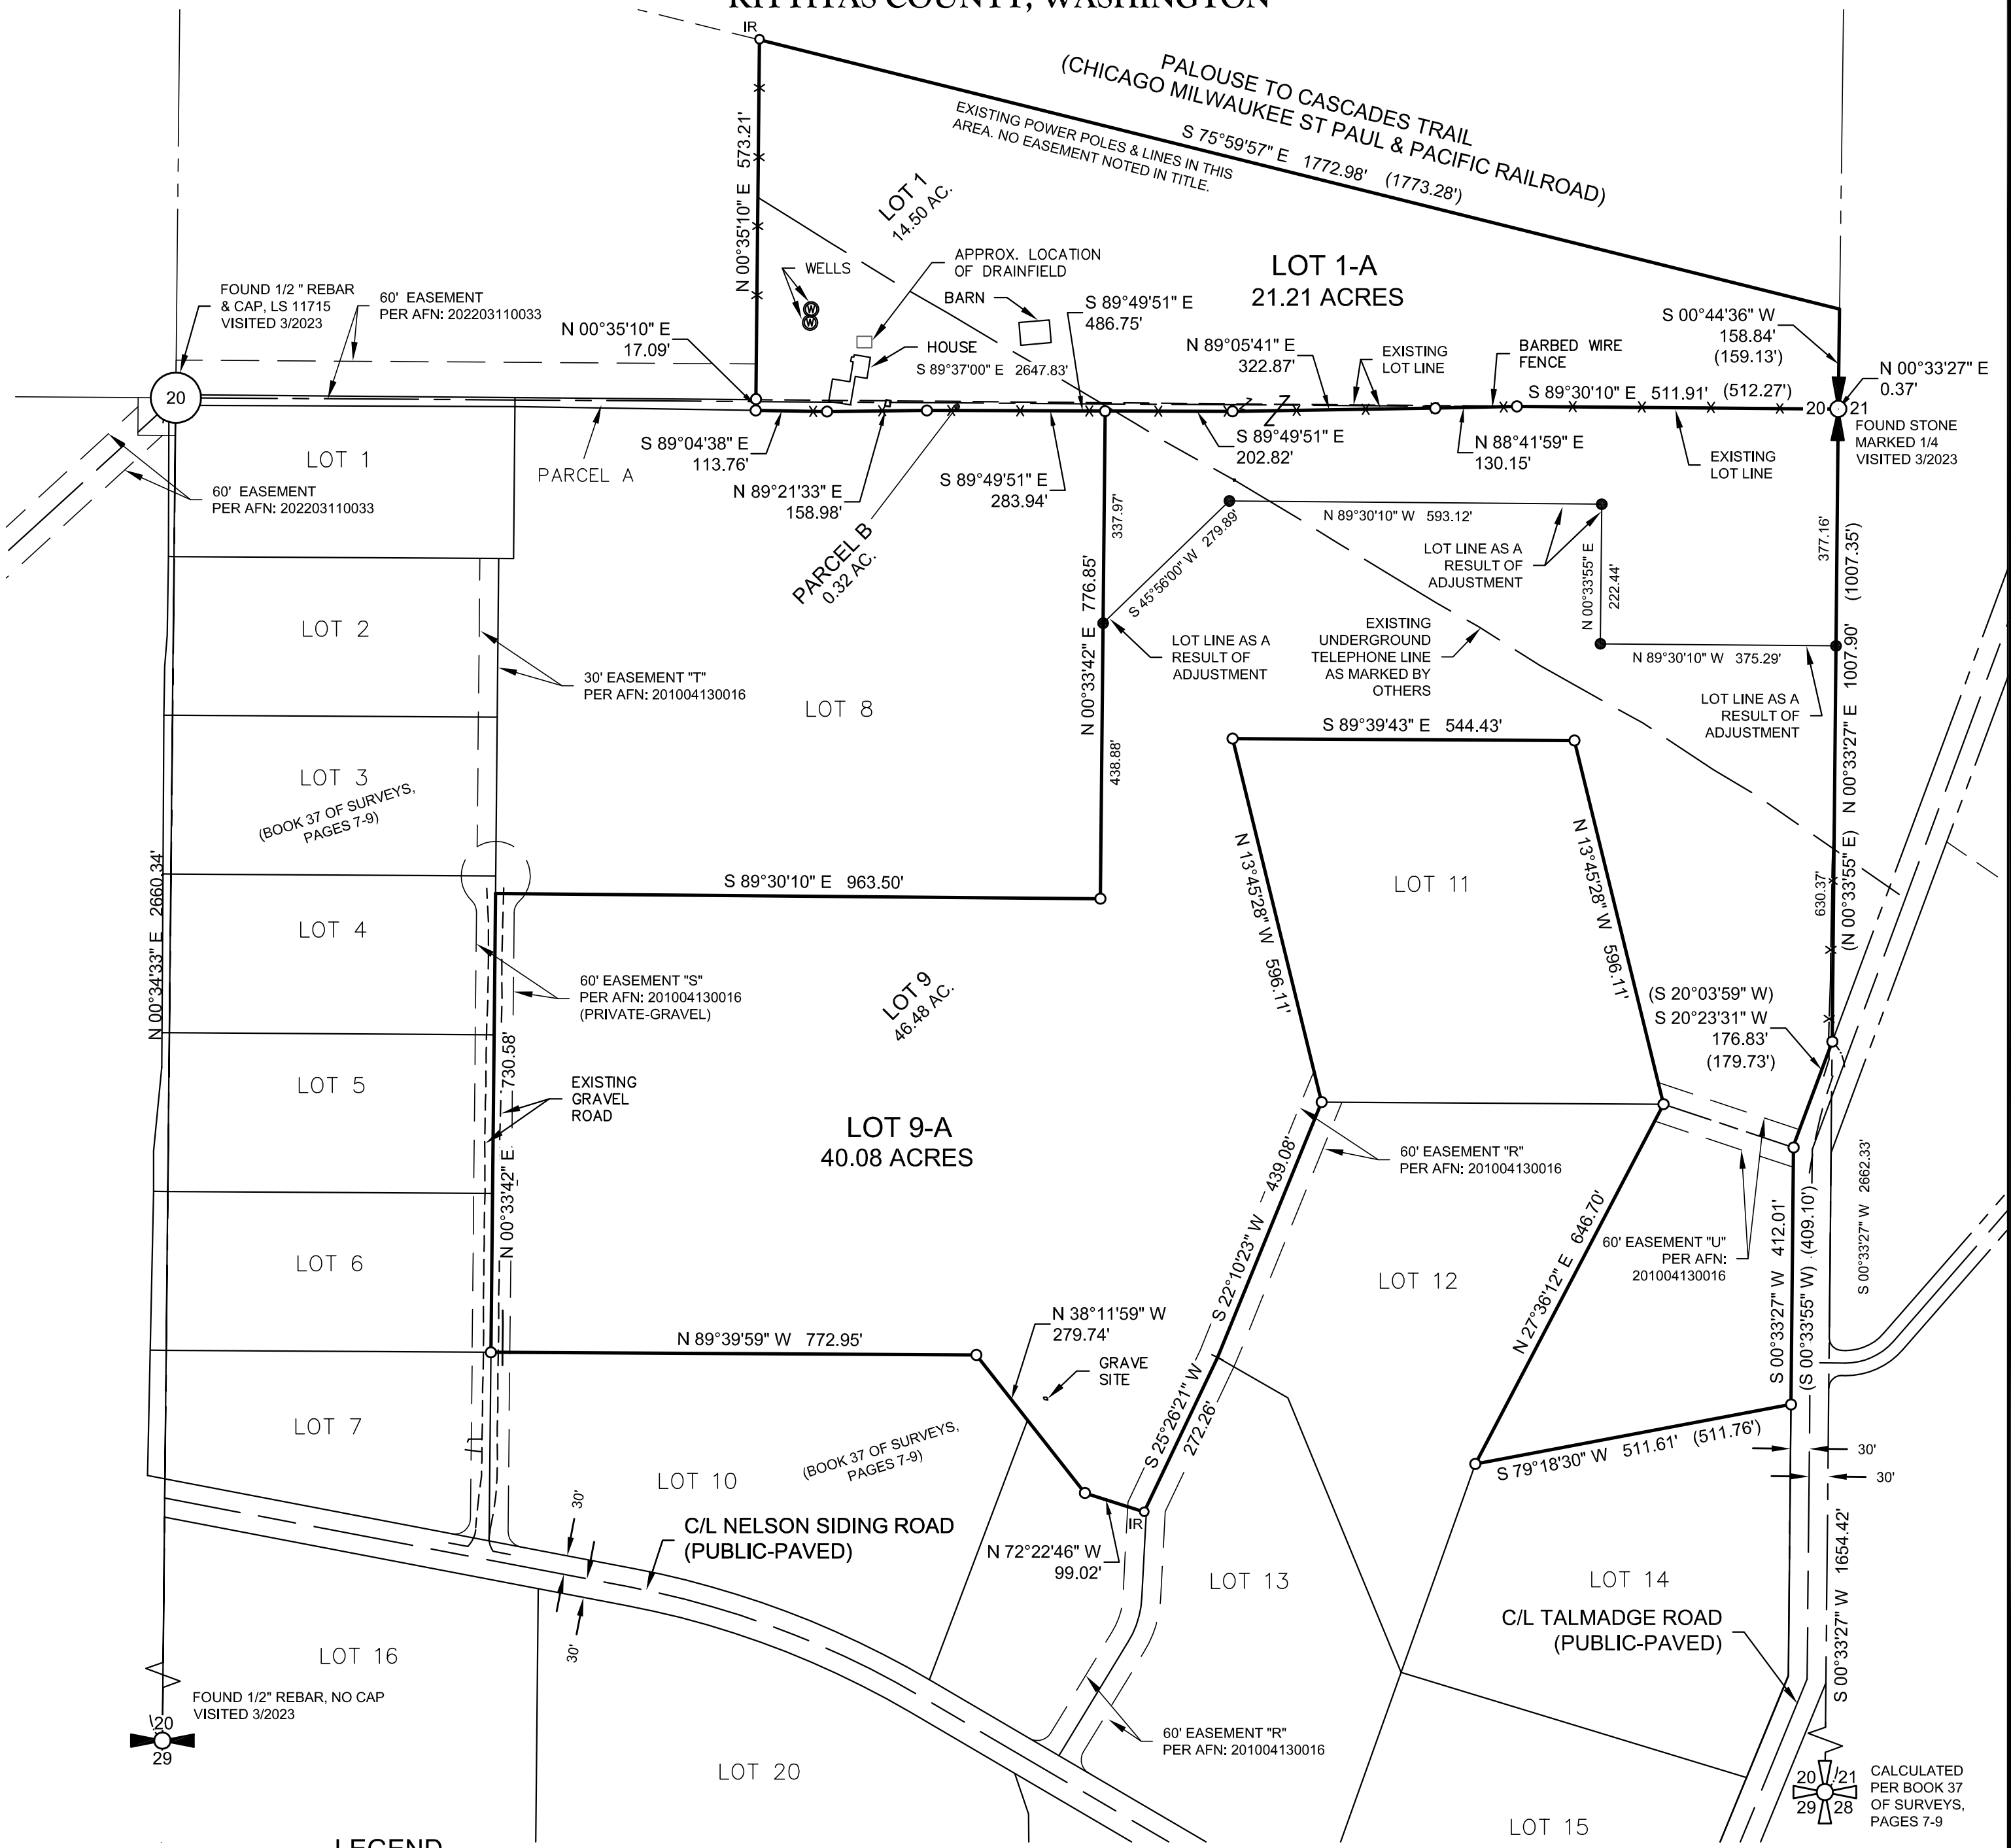 KITTITAS COUNTY, WASHINGTON
IR
PALOUSE TO CASCADES TRAIL
(CHICAGO MILWAUKEE ST PAUL & PACIFIC RAILROAD)
S 75°59'57" E 1772.98' (1773.28')
EXISTING POWER POLES & LINES IN THIS
AREA. NO EASEMENT NOTED IN TITLE.
N 00°35'10" E 573.21'
LOT 1
14.50 AC.
WELLS
W
W
APPROX. LOCATION
OF DRAINFIELD
BARN
HOUSE
S 89°37'00" E 2647.83'
S 89°49'51" E
486.75'
LOT 1-A
21.21 ACRES
N 89°05'41" E
322.87'
EXISTING
LOT LINE
BARBED WIRE
FENCE
S 00°44'36" W
158.84'
(159.13')
N 00°33'27" E
0.37'
S 89°30'10" E 511.91' (512.27')
20
21
FOUND STONE
MARKED 1/4
VISITED 3/2023
FOUND 1/2 " REBAR
& CAP, LS 11715
VISITED 3/2023
60' EASEMENT
PER AFN: 202203110033
N 00°35'10" E
17.09'
20
LOT 1
60' EASEMENT
PER AFN: 202203110033
PARCEL A
S 89°04'38" E
113.76'
N 89°21'33" E
158.98'
S 89°49'51" E
283.94'
S 89°49'51" E
202.82'
N 88°41'59" E
130.15'
EXISTING
LOT LINE
PARCEL B
0.32 AC.
337.97'
N 00°33'42" E 776.85'
438.88'
S 45°56'00" W 279.89'
N 89°30'10" W 593.12'
LOT LINE AS A
RESULT OF
ADJUSTMENT
N 00°33'55" E
222.44'
377.16'
(1007.35')
(N 00°33'55" E) N 00°33'27" E 1007.90'
630.37'
LOT 2
30' EASEMENT "T"
PER AFN: 201004130016
LOT 8
LOT LINE AS A
RESULT OF
ADJUSTMENT
EXISTING
UNDERGROUND
TELEPHONE LINE
AS MARKED BY
OTHERS
N 89°30'10" W 375.29'
LOT LINE AS A
RESULT OF
ADJUSTMENT
LOT 3
(BOOK 37 OF SURVEYS,
PAGES 7-9)
S 89°39'43" E 544.43'
N 13°45'28" W 596.11'
LOT 11
N 13°45'28" W 596.11'
N 00°34'33" E 2660.34'
S 89°30'10" E 963.50'
LOT 4
60' EASEMENT "S"
PER AFN: 201004130016
(PRIVATE-GRAVEL)
LOT 9
46.48 AC.
(S 20°03'59" W)
S 20°23'31" W
176.83'
(179.73')
LOT 5
EXISTING
GRAVEL
ROAD
N 00°33'42" E 730.58'
LOT 9-A
40.08 ACRES
60' EASEMENT "R"
PER AFN: 201004130016
S 22°10'23" W 439.08'
LOT 6
LOT 12
N 27°36'12" E 646.70'
60' EASEMENT "U"
PER AFN:
201004130016
S 00°33'27" W 412.01'
(S 00°33'55" W) (409.10')
S 00°33'27" W 2662.33'
N 89°39'59" W 772.95'
N 38°11'59" W
279.74'
GRAVE
SITE
S 25°26'21" W
272.26'
LOT 7
LOT 10
(BOOK 37 OF SURVEYS,
PAGES 7-9)
S 79°18'30" W 511.61' (511.76')
30'
30'
30'
C/L NELSON SIDING ROAD
(PUBLIC-PAVED)
IR
N 72°22'46" W
99.02'
LOT 13
LOT 14
C/L TALMADGE ROAD
(PUBLIC-PAVED)
S 00°33'27" W 1654.42'
30'
LOT 16
FOUND 1/2" REBAR, NO CAP
VISITED 3/2023
20
29
LOT 20
60' EASEMENT "R"
PER AFN: 201004130016
LOT 15
20
21
29
28
CALCULATED
PER BOOK 37
OF SURVEYS,
PAGES 7-9
LEGEND